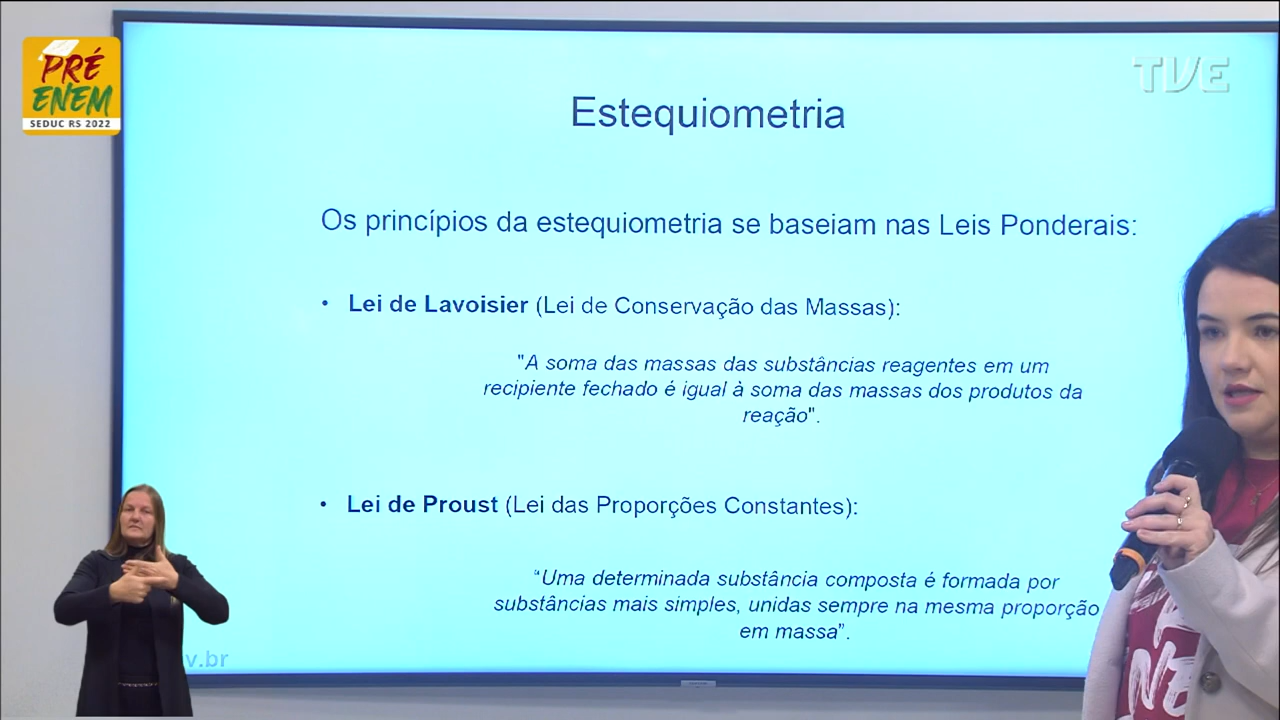 PRÉ
ENEM
SEDUC RS 2022
TVE
Estequiometria
Os princípios da estequiometria se baseiam nas Leis Ponderais:
• Lei de Lavoisier (Lei de Conservação das Massas):
"A soma das massas das substâncias reagentes em um
recipiente fechado é igual à soma das massas dos produtos da
reação".
• Lei de Proust (Lei das Proporções Constantes):
“Uma determinada substância composta é formada por
substâncias mais simples, unidas sempre na mesma proporção
em massa”.
v.br